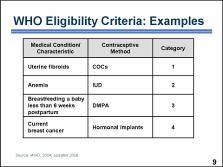 WHO Eligibility Criteria: Examples
Medical Condition/
Characteristic
Contraceptive
Method
Category
Uterine fibroids
COCs
1
Anemia
IUD
2
Breastfeeding a baby
less than 6 weeks
postpartum
DMPA
3
Current
breast cancer
Hormonal implants
4
Source: WHO, 2004; updated 2008.
9